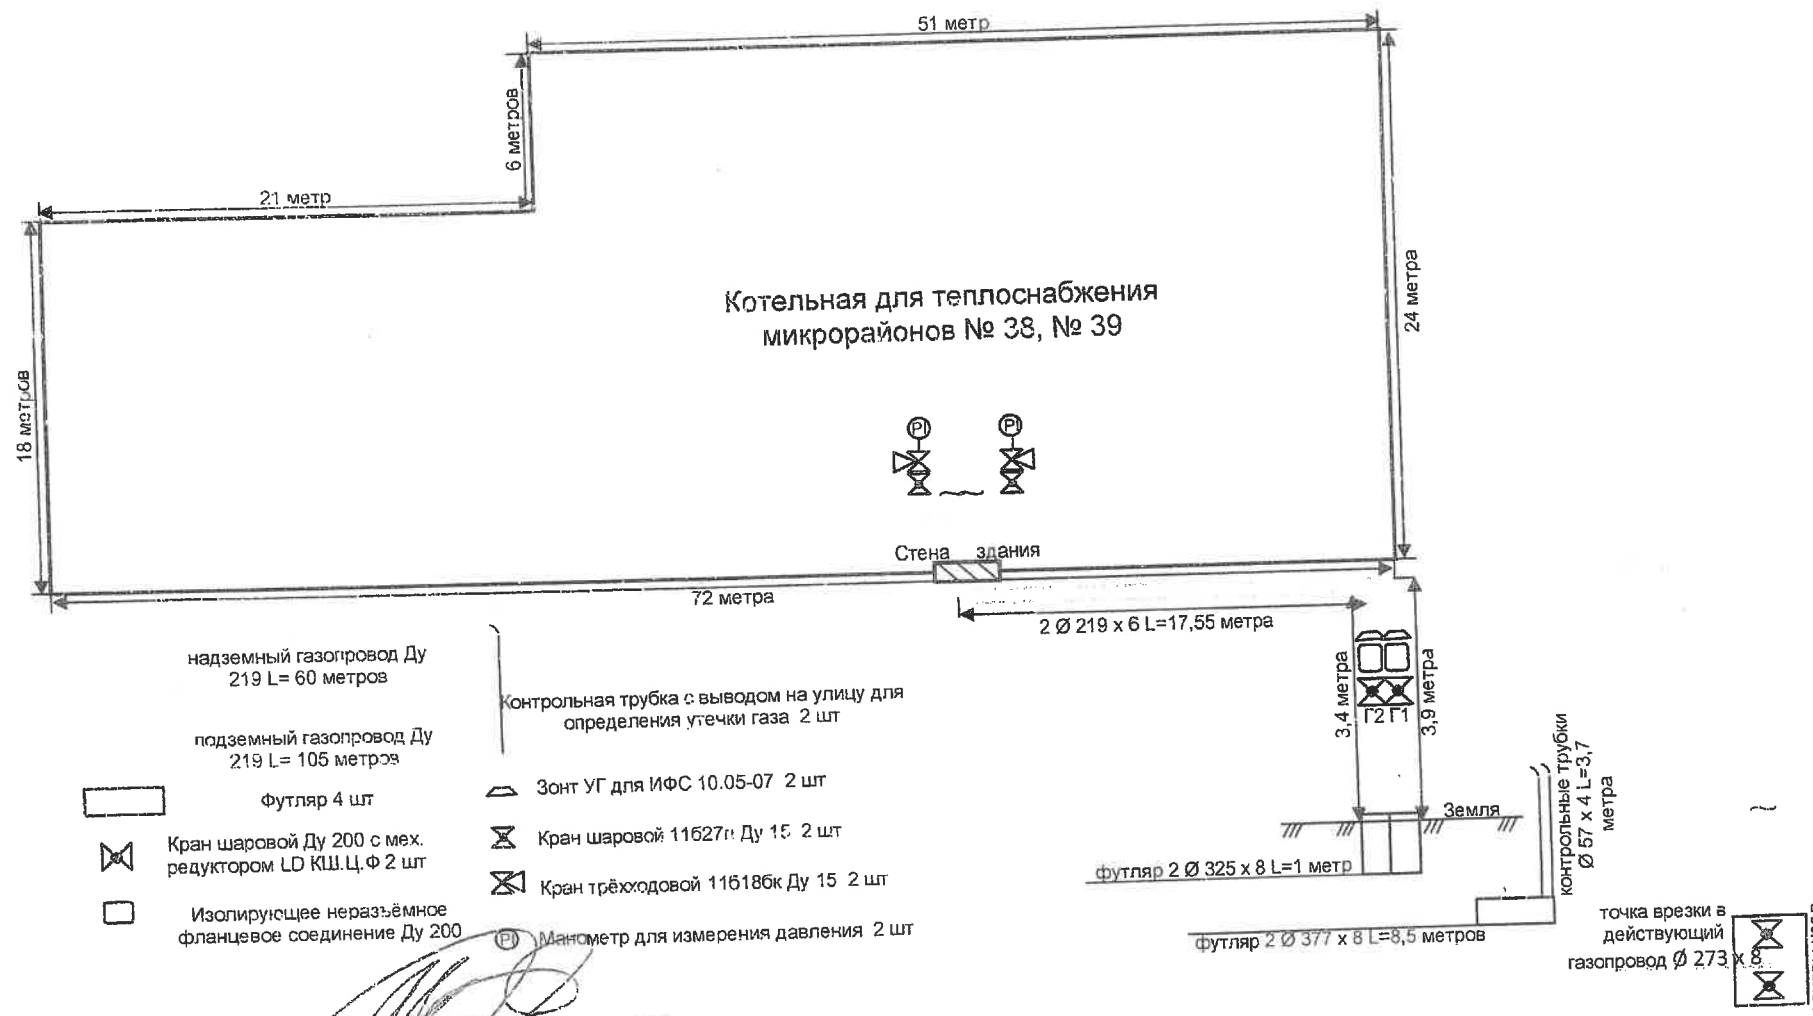 51 метр
6 метров
21 метр
18 метров
24 метра
Котельная для теплоснабжения
микрорайонов № 38, № 39
PI
PI
Стена здания
72 метра
2 Ø 219 x 6 L=17,55 метра
3,4 метра
Г2 Г1
3,9 метра
надземный газопровод Ду
219 L= 60 метров
подземный газопровод Ду
219 L= 105 метров
Футляр 4 шт
Кран шаровой Ду 200 с мех.
редуктором LD КШ.Ц.Ф 2 шт
Изолирующее неразъёмное
фланцевое соединение Ду 200
Контрольная трубка с выводом на улицу для
определения утечки газа 2 шт
Зонт УГ для ИФС 10.05-07 2 шт
Кран шаровой 11б27п Ду 15 2 шт
Кран трёхходовой 11б18бк Ду 15 2 шт
PI
Манометр для измерения давления 2 шт
Земля
футляр 2 Ø 325 x 8 L=1 метр
футляр 2 Ø 377 x 8 L=8,5 метров
контрольные трубки
Ø 57 x 4 L=3,7
метра
точка врезки в
действующий
газопровод Ø 273 x 8